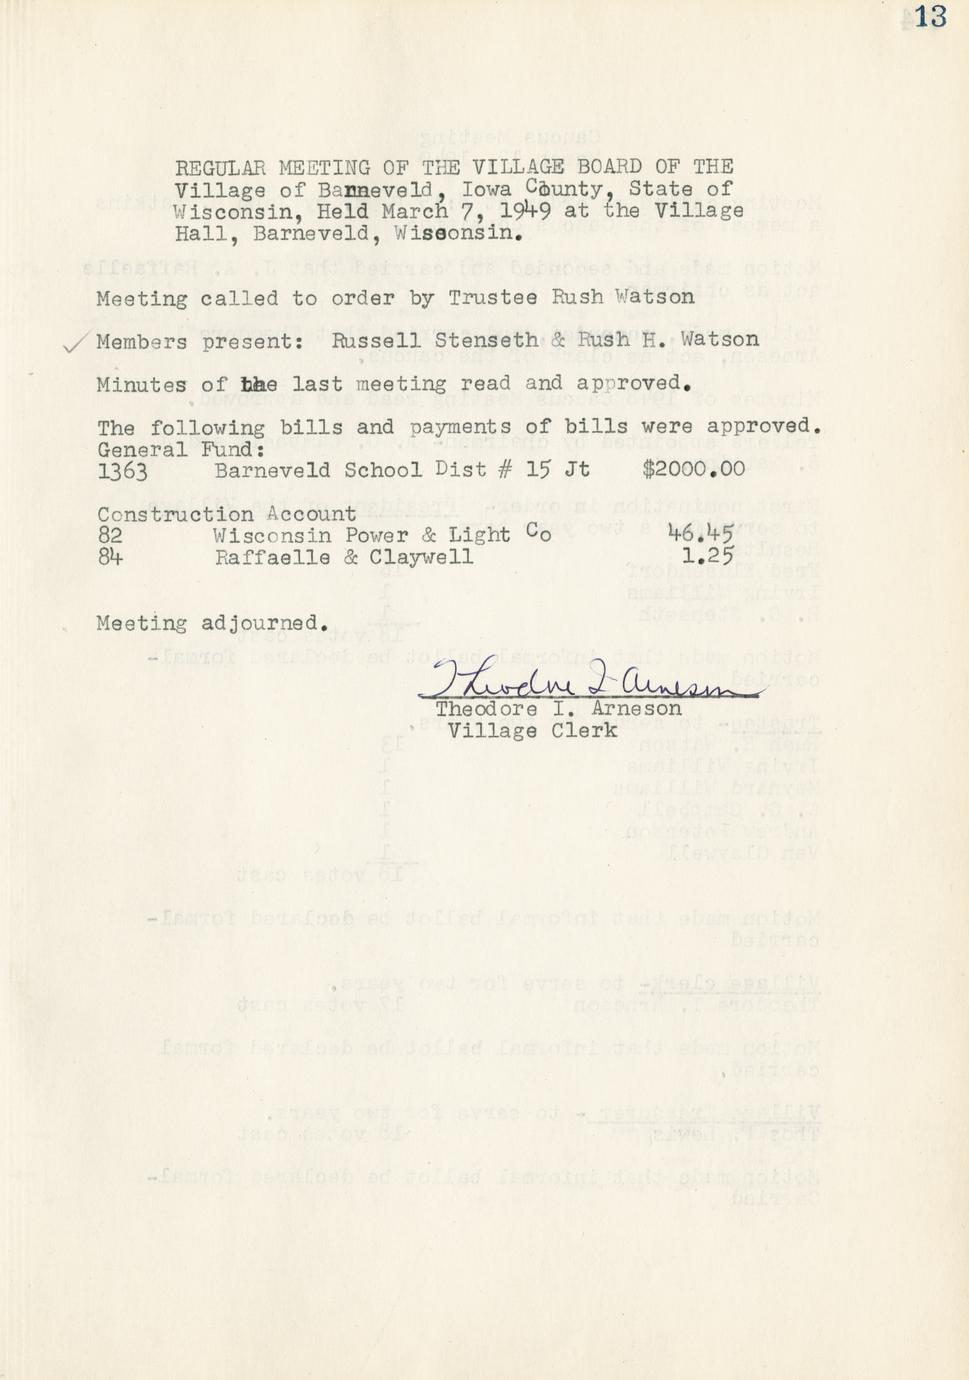 13
REGULAR MEETING OF THE VILLAGE BOARD OF THE
Village of Barneveld, Iowa County, State of
Wisconsin, Held March 7, 1949 at the Village
Hall, Barneveld, Wisconsin.
Meeting called to order by Trustee Rush Watson
✓ Members present: Russell Stenseth & Rush H. Watson
Minutes of the last meeting read and approved.
The following bills and payments of bills were approved.
General Fund:
1363 Barneveld School Dist # 15 Jt $2000.00
Construction Account
82 Wisconsin Power & Light Co 46.45
84 Raffaelle & Claywell 1.25
Meeting adjourned.
Theodore I Arneson
Theodore I. Arneson
Village Clerk